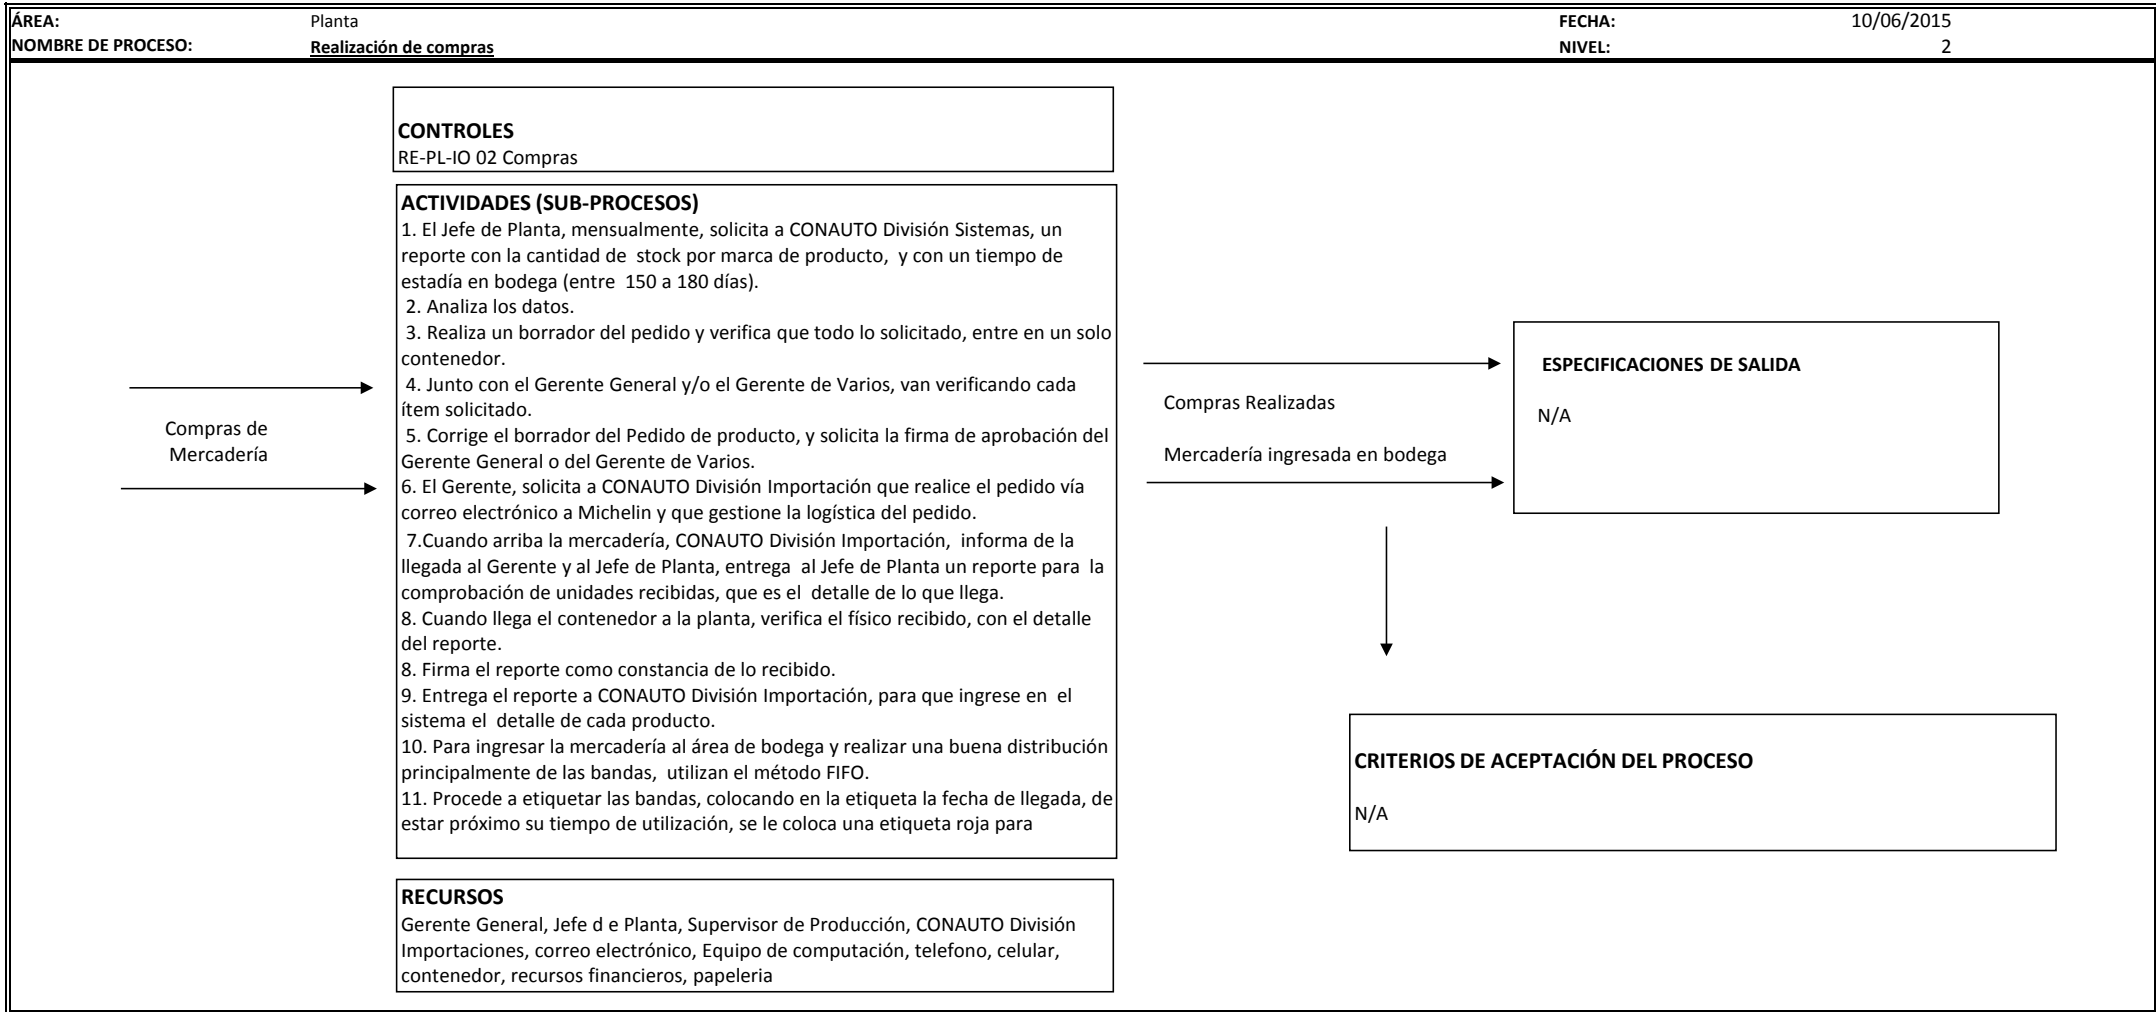 ÁREA: Planta FECHA: 10/06/2015
NOMBRE DE PROCESO: Realización de compras NIVEL: 2
CONTROLES
RE-PL-IO 02 Compras
ACTIVIDADES (SUB-PROCESOS)
1. El Jefe de Planta, mensualmente, solicita a CONAUTO División Sistemas, un
reporte con la cantidad de stock por marca de producto, y con un tiempo de
estadía en bodega (entre 150 a 180 días).
2. Analiza los datos.
3. Realiza un borrador del pedido y verifica que todo lo solicitado, entre en un solo
contenedor.
4. Junto con el Gerente General y/o el Gerente de Varios, van verificando cada
ítem solicitado.
5. Corrige el borrador del Pedido de producto, y solicita la firma de aprobación del
Gerente General o del Gerente de Varios.
6. El Gerente, solicita a CONAUTO División Importación que realice el pedido vía
correo electrónico a Michelin y que gestione la logística del pedido.
7.Cuando arriba la mercadería, CONAUTO División Importación, informa de la
llegada al Gerente y al Jefe de Planta, entrega al Jefe de Planta un reporte para la
comprobación de unidades recibidas, que es el detalle de lo que llega.
8. Cuando llega el contenedor a la planta, verifica el físico recibido, con el detalle
del reporte.
8. Firma el reporte como constancia de lo recibido.
9. Entrega el reporte a CONAUTO División Importación, para que ingrese en el
sistema el detalle de cada producto.
10. Para ingresar la mercadería al área de bodega y realizar una buena distribución
principalmente de las bandas, utilizan el método FIFO.
11. Procede a etiquetar las bandas, colocando en la etiqueta la fecha de llegada, de
estar próximo su tiempo de utilización, se le coloca una etiqueta roja para
Compras de
Mercadería
Compras Realizadas
Mercadería ingresada en bodega
ESPECIFICACIONES DE SALIDA
N/A
CRITERIOS DE ACEPTACIÓN DEL PROCESO
N/A
RECURSOS
Gerente General, Jefe d e Planta, Supervisor de Producción, CONAUTO División
Importaciones, correo electrónico, Equipo de computación, telefono, celular,
contenedor, recursos financieros, papeleria